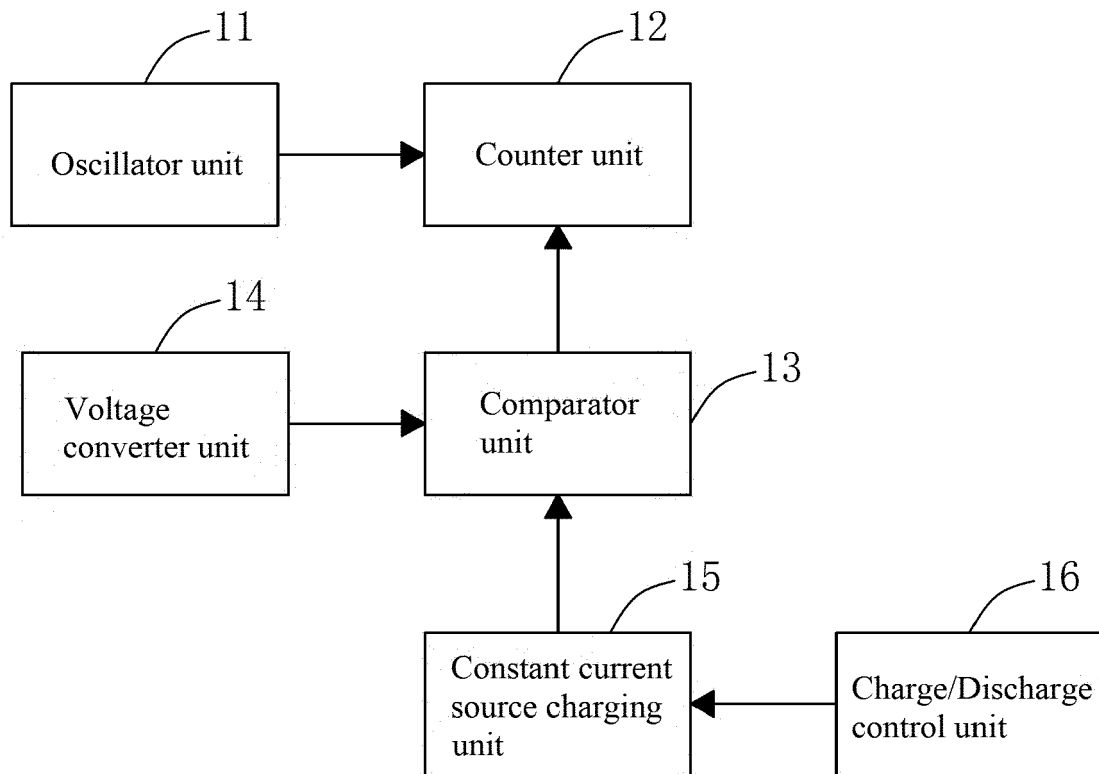 11
12
Oscillator unit
Counter unit
14
13
Voltage
converter unit
Comparator
unit
15
16
Constant current
source charging
unit
Charge/Discharge
control unit